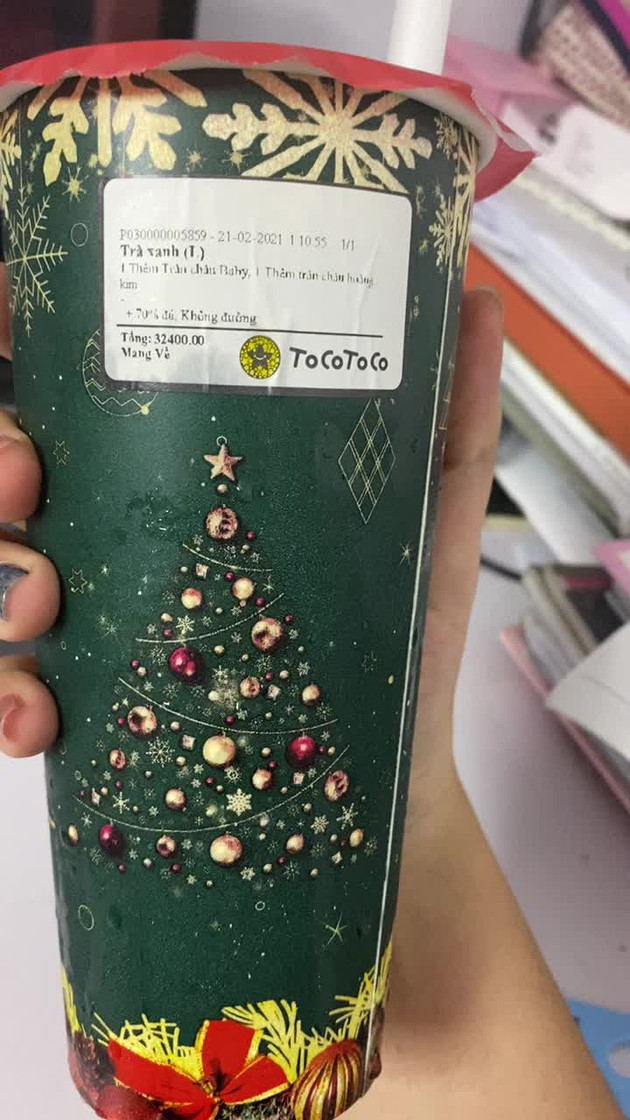 P030000005859 - 21-02-2021 1 10:55 1/1
Trà xanh (L)
1 Thêm Trân châu Baby, 1 Thêm trân châu hoàng
kim
-
+ 70% đá, Không đường
Tổng: 32400.00
Mang Về
ToCoToCo